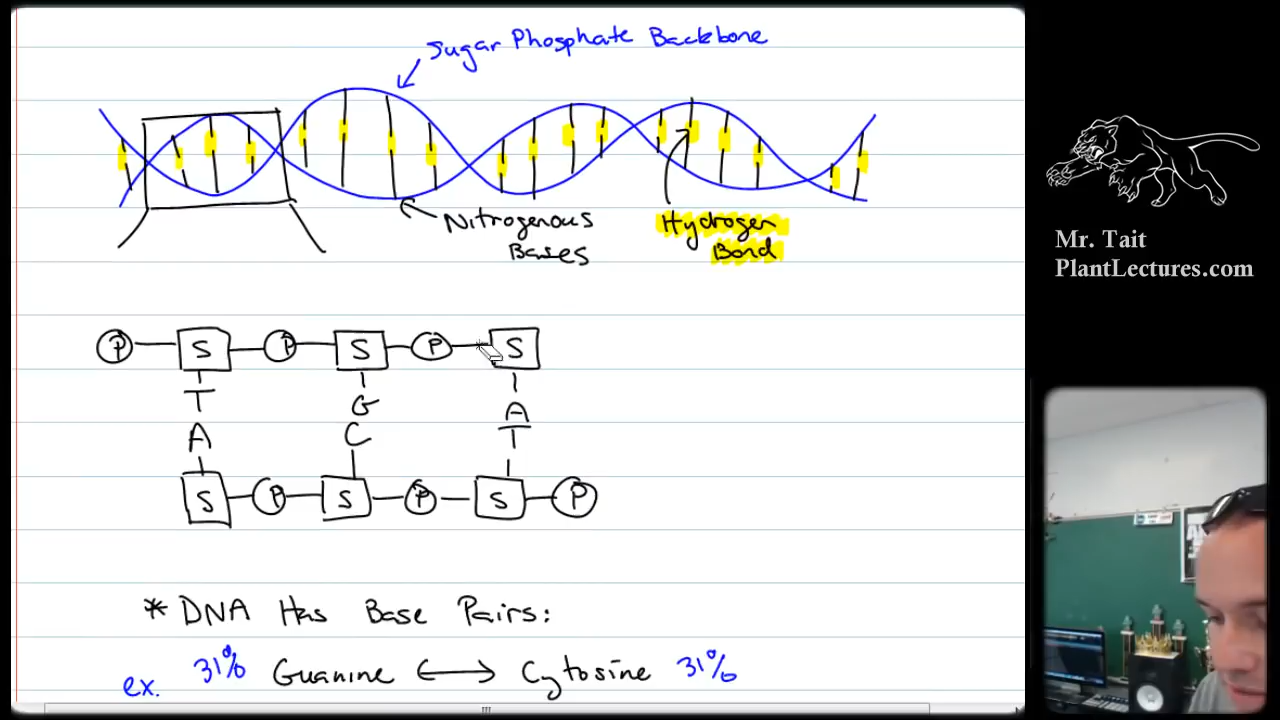 Sugar Phosphate Backbone
Nitrogenous
Bases
Hydrogen
Bond
P S P S P S
T G A
A C T
S P S P S P
* DNA Has Base Pairs:
ex. 31% Guanine ⟷ Cytosine 31%
Mr. Tait
PlantLectures.com